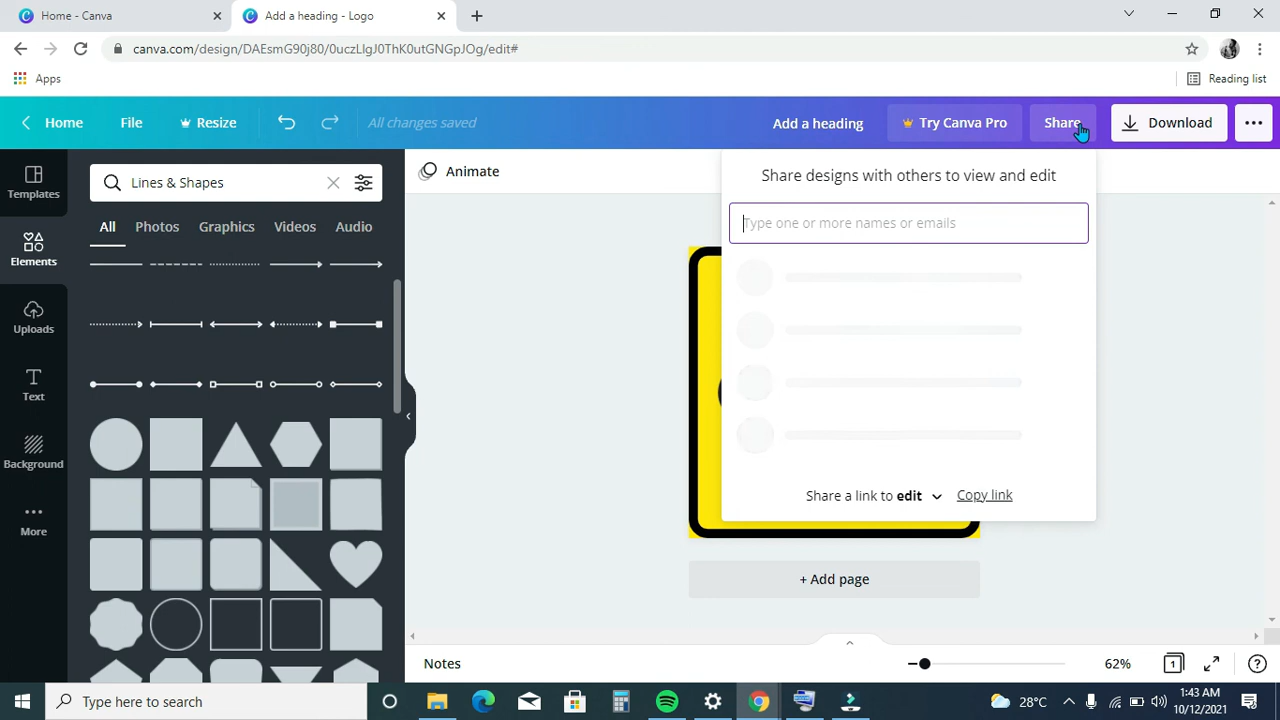 Home - Canva
Add a heading - Logo
canva.com/design/DAEsmG90j80/0uczLlgJ0ThK0utGNGpJOg/edit#
Apps
Reading list
Home
File
Resize
All changes saved
Add a heading
Try Canva Pro
Share
Download
Templates
Elements
Uploads
Text
Background
More
Lines & Shapes
All
Photos
Graphics
Videos
Audio
Animate
Share designs with others to view and edit
Type one or more names or emails
Share a link to edit
Copy link
+ Add page
Notes
62%
1
Type here to search
28°C
1:43 AM
10/12/2021